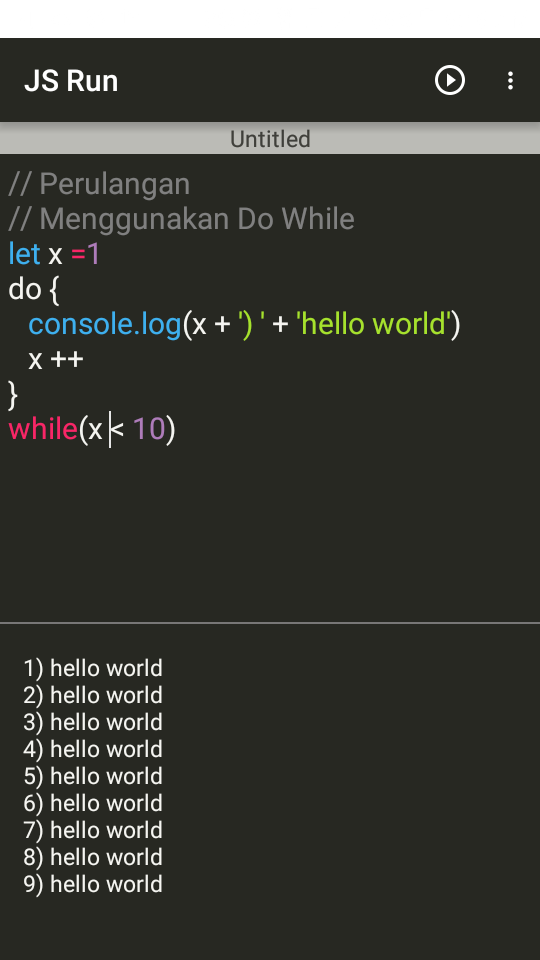 JS Run
Untitled
// Perulangan
// Menggunakan Do While
let x =1
do {
console.log(x + ') ' + 'hello world')
x ++
}
while(x < 10)
1) hello world
2) hello world
3) hello world
4) hello world
5) hello world
6) hello world
7) hello world
8) hello world
9) hello world